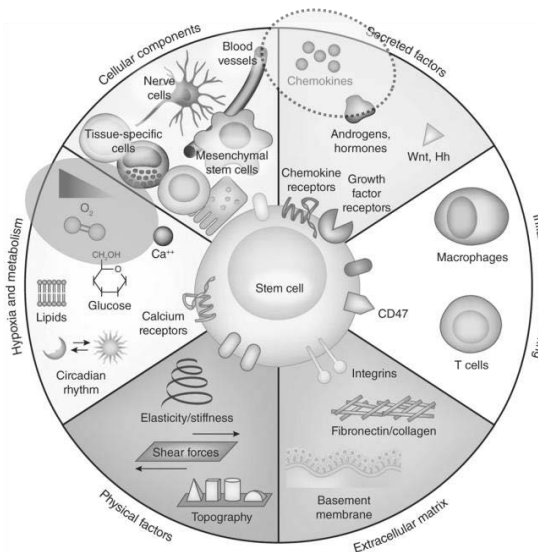 Cellular components
Secreted factors
Blood
vessels
Chemokines
Nerve
cells
Androgens,
hormones
Tissue-specific
cells
Wnt, Hh
Mesenchymal
stem cells
Chemokine
receptors
Growth
factor
receptors
Hypoxia and metabolism
O2
Macrophages
Ca++
CH2OH
O
Glucose
Stem cell
Lipids
CD47
Calcium
receptors
T cells
Circadian
rhythm
Integrins
Elasticity/stiffness
Fibronectin/collagen
Shear forces
Basement
membrane
Topography
Physical factors
Extracellular matrix